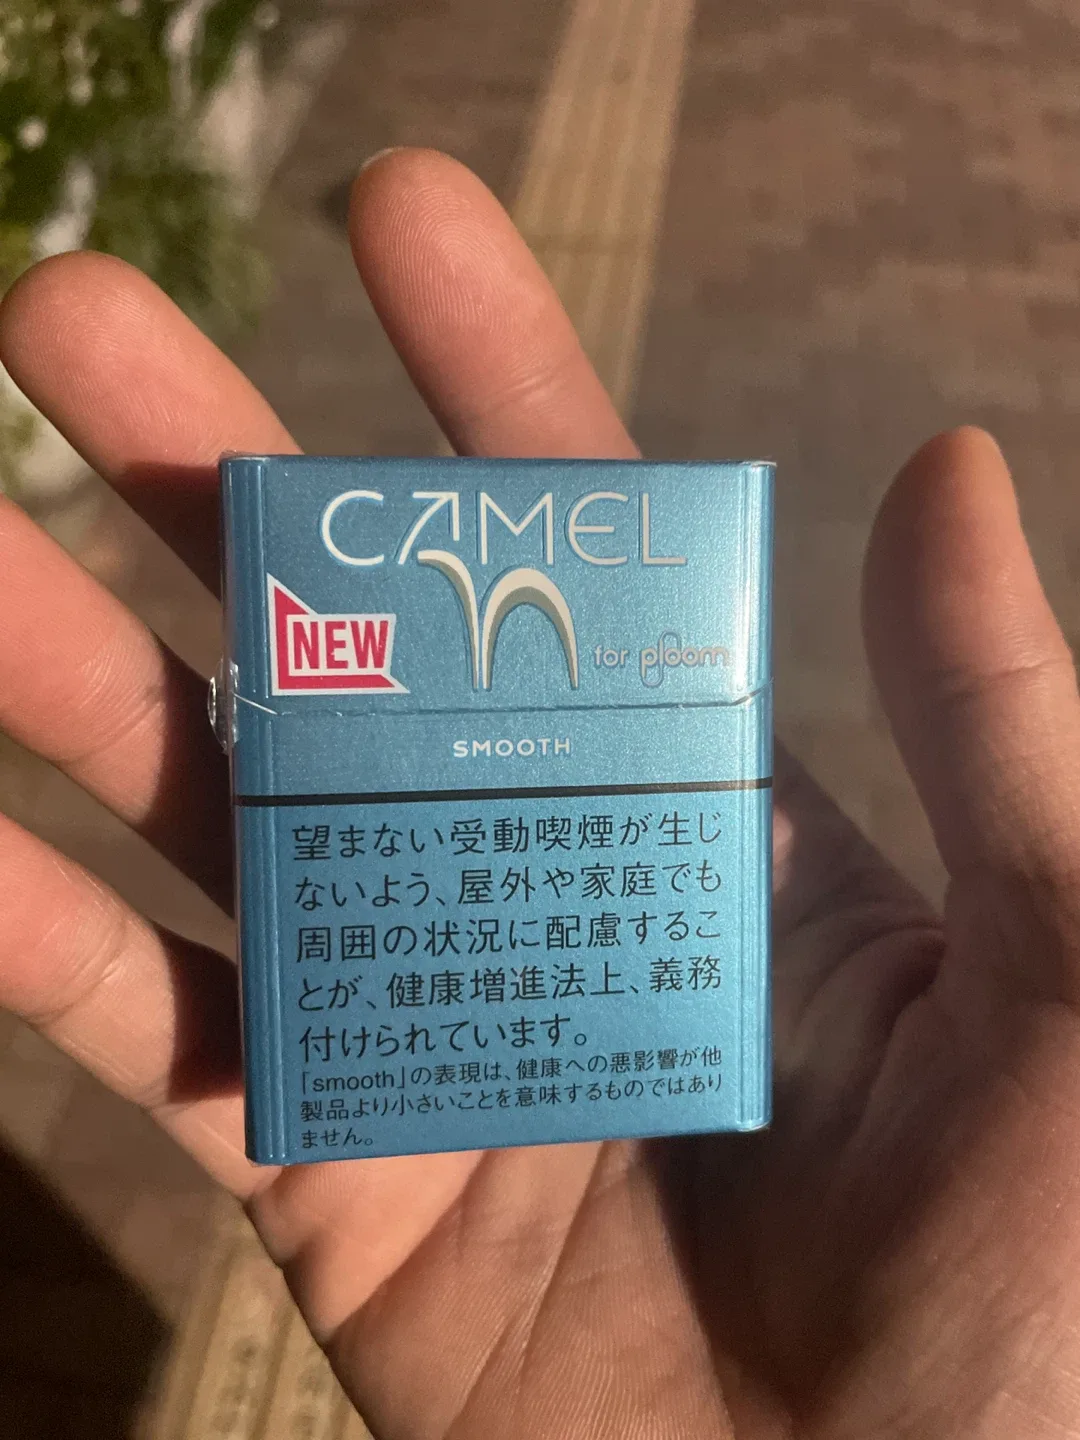 CAMEL
NEW
for ploom
SMOOTH
望まない受動喫煙が生じ
ないよう、屋外や家庭でも
周囲の状況に配慮するこ
とが、健康増進法上、義務
付けられています。
「smooth」の表現は、健康への悪影響が他
製品より小さいことを意味するものではあり
ません。